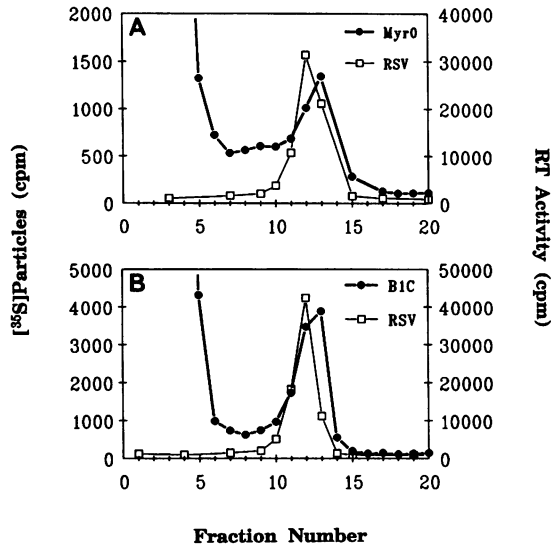 A
Myr0
RSV
2000
1500
1000
500
0
40000
30000
20000
10000
0
0 5 10 15 20
B
B1C
RSV
5000
4000
3000
2000
1000
0
50000
40000
30000
20000
10000
0
0 5 10 15 20
[35S]Particles (cpm)
RT Activity (cpm)
Fraction Number